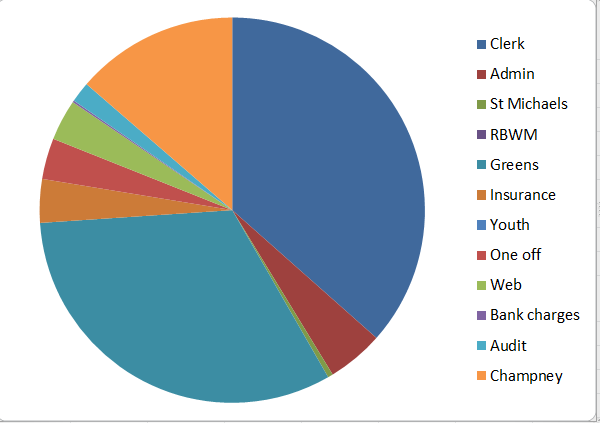 Clerk
Admin
St Michaels
RBWM
Greens
Insurance
Youth
One off
Web
Bank charges
Audit
Champney